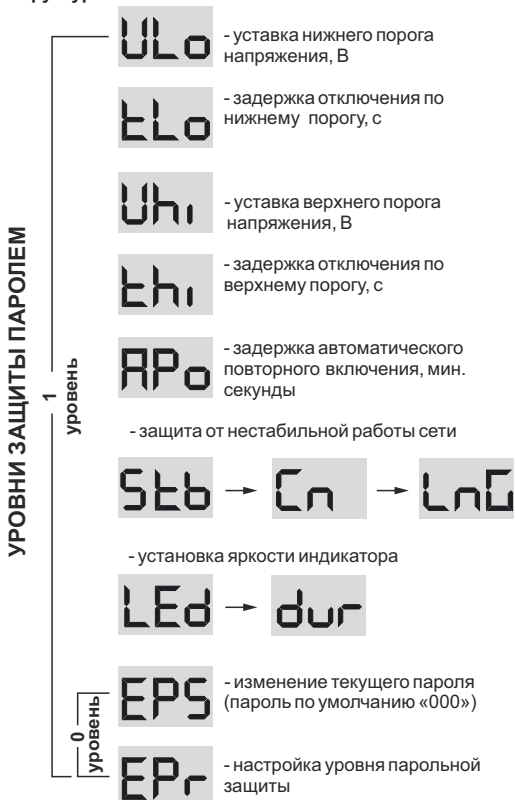 ULo
- уставка нижнего порога
напряжения, В
tLo
- задержка отключения по
нижнему порогу, с
Uhi
- уставка верхнего порога
напряжения, В
thi
- задержка отключения по
верхнему порогу, с
APo
- задержка автоматического
повторного включения, мин.
секунды
- защита от нестабильной работы сети
Stb → Cn → LnG
- установка яркости индикатора
LEd → dur
EPS
- изменение текущего пароля
(пароль по умолчанию «000»)
EPr
- настройка уровня парольной
защиты
УРОВНИ ЗАЩИТЫ ПАРОЛЕМ
1
уровень
0
уровень